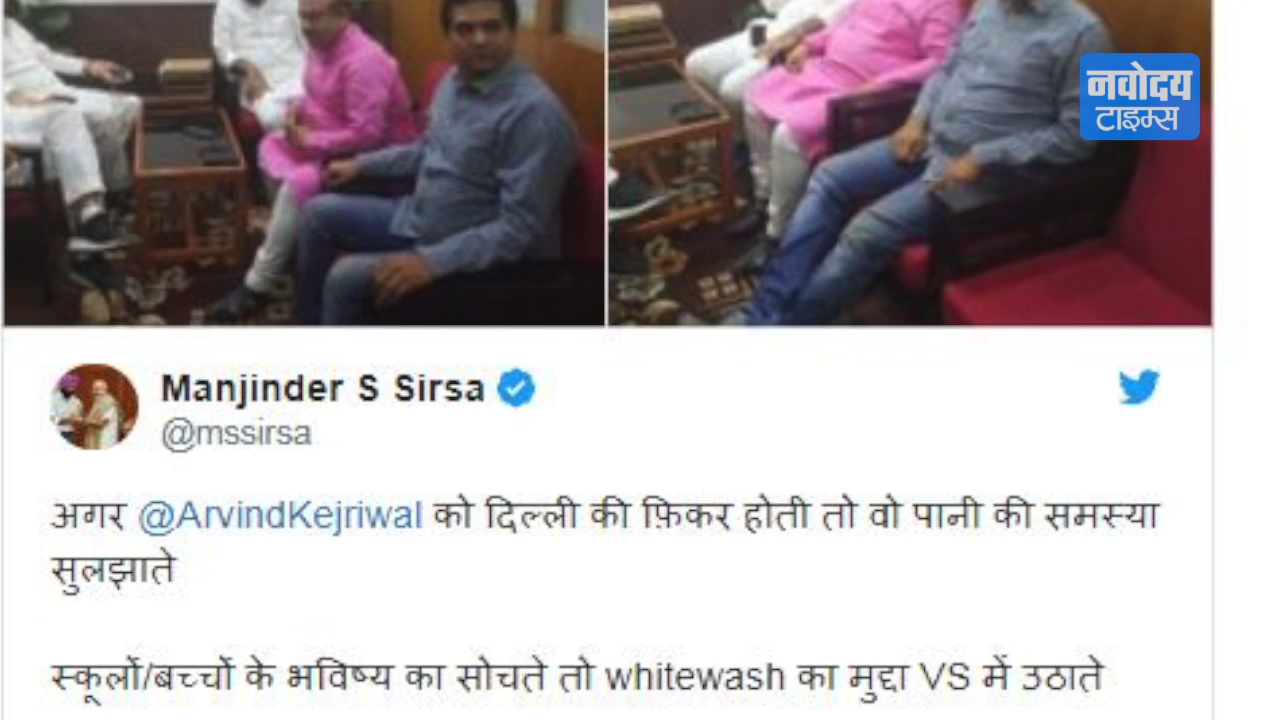 नवोदय
टाइम्स
Manjinder S Sirsa
@mssirsa
अगर @ArvindKejriwal को दिल्ली की फ़िकर होती तो वो पानी की समस्या
सुलझाते
स्कूलों/बच्चों के भविष्य का सोचते तो whitewash का मुद्दा VS में उठाते